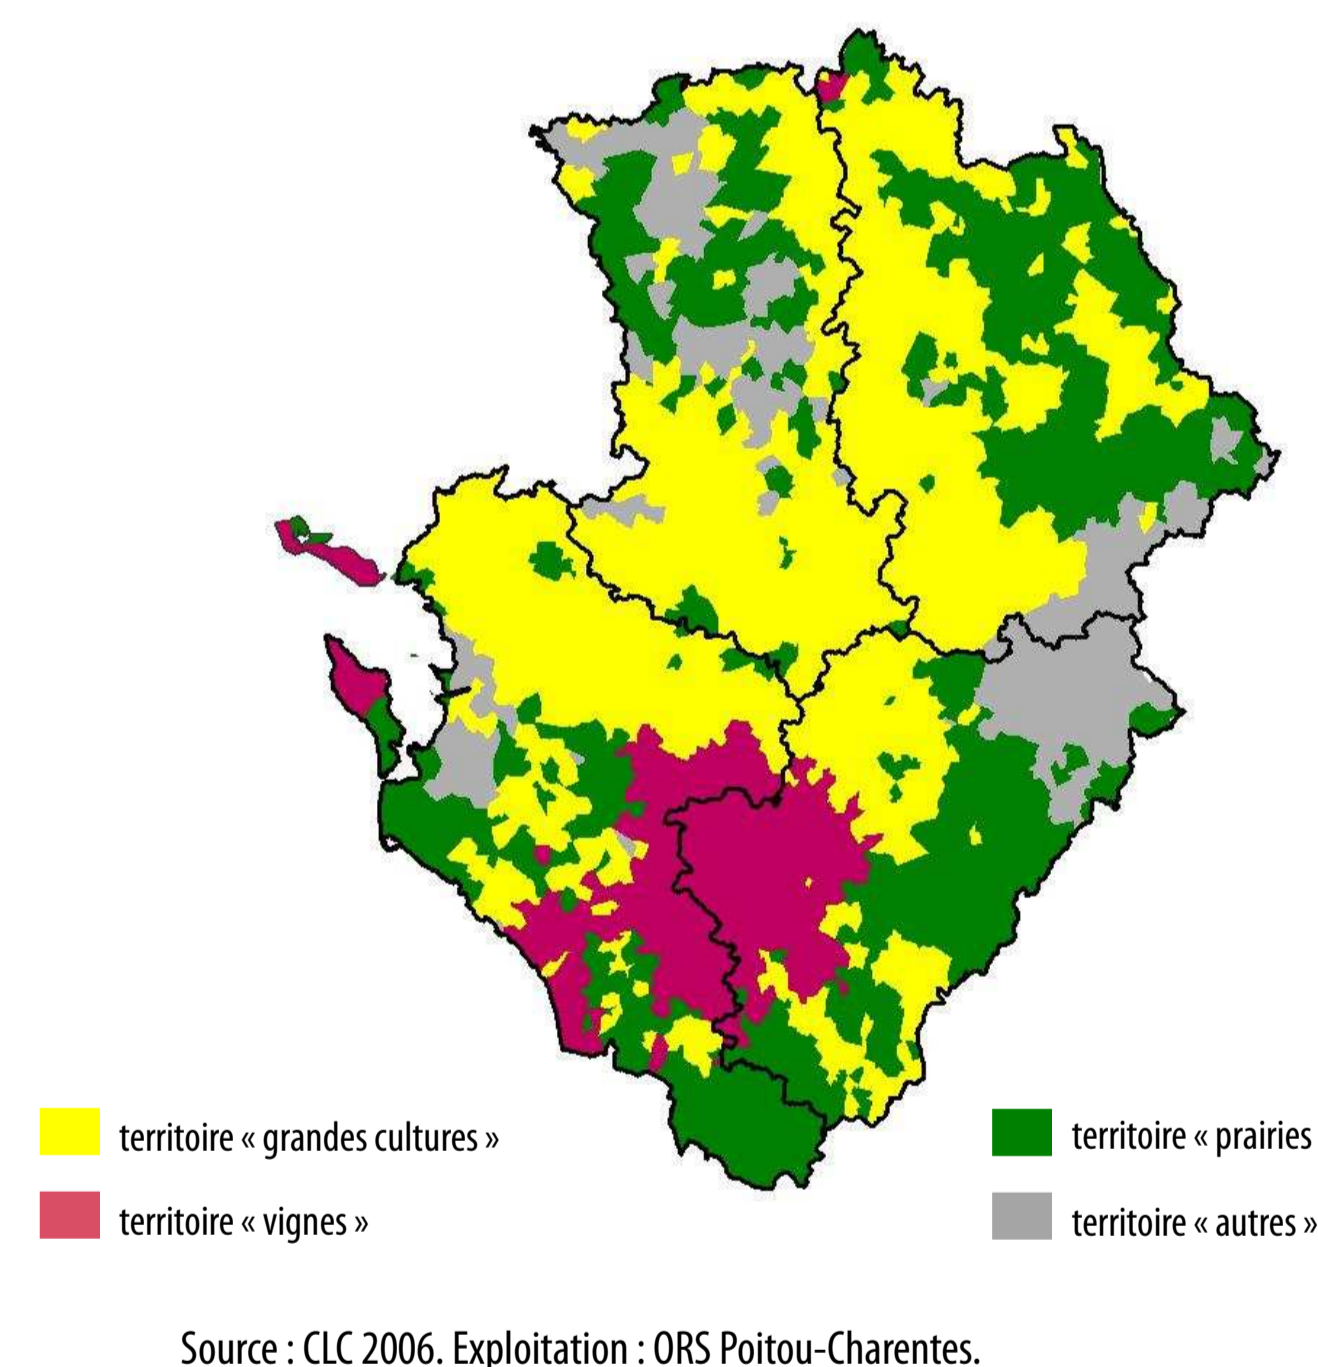 territoire « grandes cultures »
territoire « prairies
territoire « vignes »
territoire « autres »
Source : CLC 2006. Exploitation : ORS Poitou-Charentes.